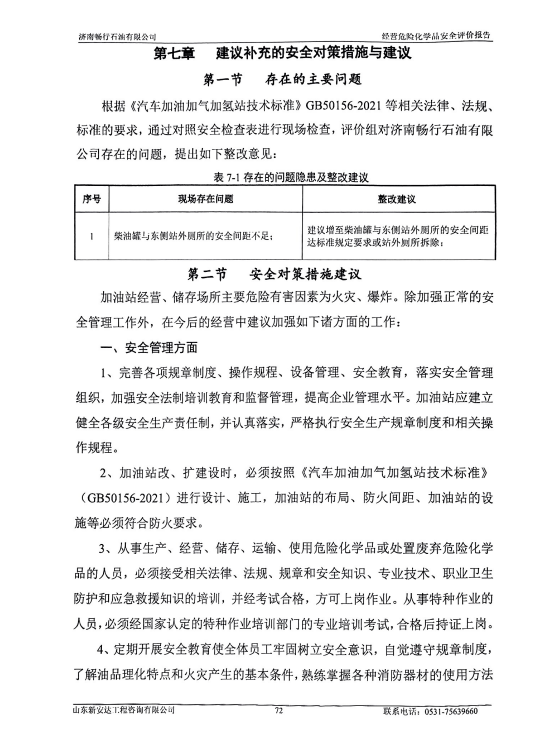 济南畅行石油有限公司 经营危险化学品安全评价报告
第七章 建议补充的安全对策措施与建议
第一节 存在的主要问题
根据《汽车加油加气加氢站技术标准》GB50156-2021 等相关法律、法规、
标准的要求，通过对照安全检查表进行现场检查，评价组对济南畅行石油有限
公司存在的问题，提出如下整改意见：
表 7-1 存在的问题隐患及整改建议
序号 现场存在问题 整改建议
1 柴油罐与东侧站外厕所的安全间距不足； 建议增至柴油罐与东侧站外厕所的安全间距
达标准规定要求或站外厕所拆除；
第二节 安全对策措施建议
加油站经营、储存场所主要危险有害因素为火灾、爆炸。除加强正常的安
全管理工作外，在今后的经营中建议加强如下诸方面的工作：
一、安全管理方面
1、完善各项规章制度、操作规程、设备管理、安全教育，落实安全管理
组织，加强安全法制培训教育和监督管理，提高企业管理水平。加油站应建立
健全各级安全生产责任制，并认真落实，严格执行安全生产规章制度和相关操
作规程。
2、加油站改、扩建设时，必须按照《汽车加油加气加氢站技术标准》
（GB50156-2021）进行设计、施工，加油站的布局、防火间距、加油站的设
施等必须符合防火要求。
3、从事生产、经营、储存、运输、使用危险化学品或处置废弃危险化学
品的人员，必须接受相关法律、法规、规章和安全知识、专业技术、职业卫生
防护和应急救援知识的培训，并经考试合格，方可上岗作业。从事特种作业的
人员，必须经国家认定的特种作业培训部门的专业培训考试，合格后持证上岗。
4、定期开展安全教育使全体员工牢固树立安全意识，自觉遵守规章制度，
了解油品理化特点和火灾产生的基本条件，熟练掌握各种消防器材的使用方法
山东新安达工程咨询有限公司 72 联系电话：0531-75639660